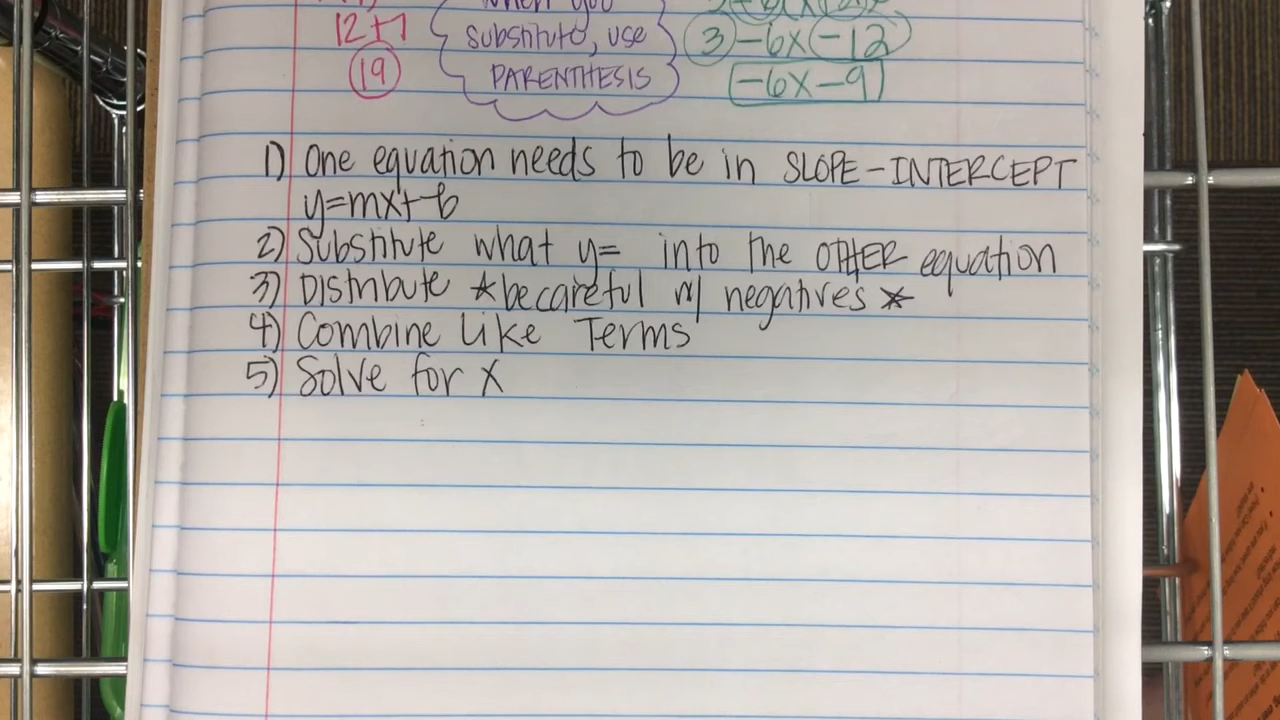 when you
12+7
substitute, use
3-6x-12
19
PARENTHESIS
-6x-9
1) One equation needs to be in SLOPE-INTERCEPT
y=mx+b
2) Substitute what y= into the OTHER equation
3) Distribute *be careful w/ negatives*
4) Combine Like Terms
5) Solve for x